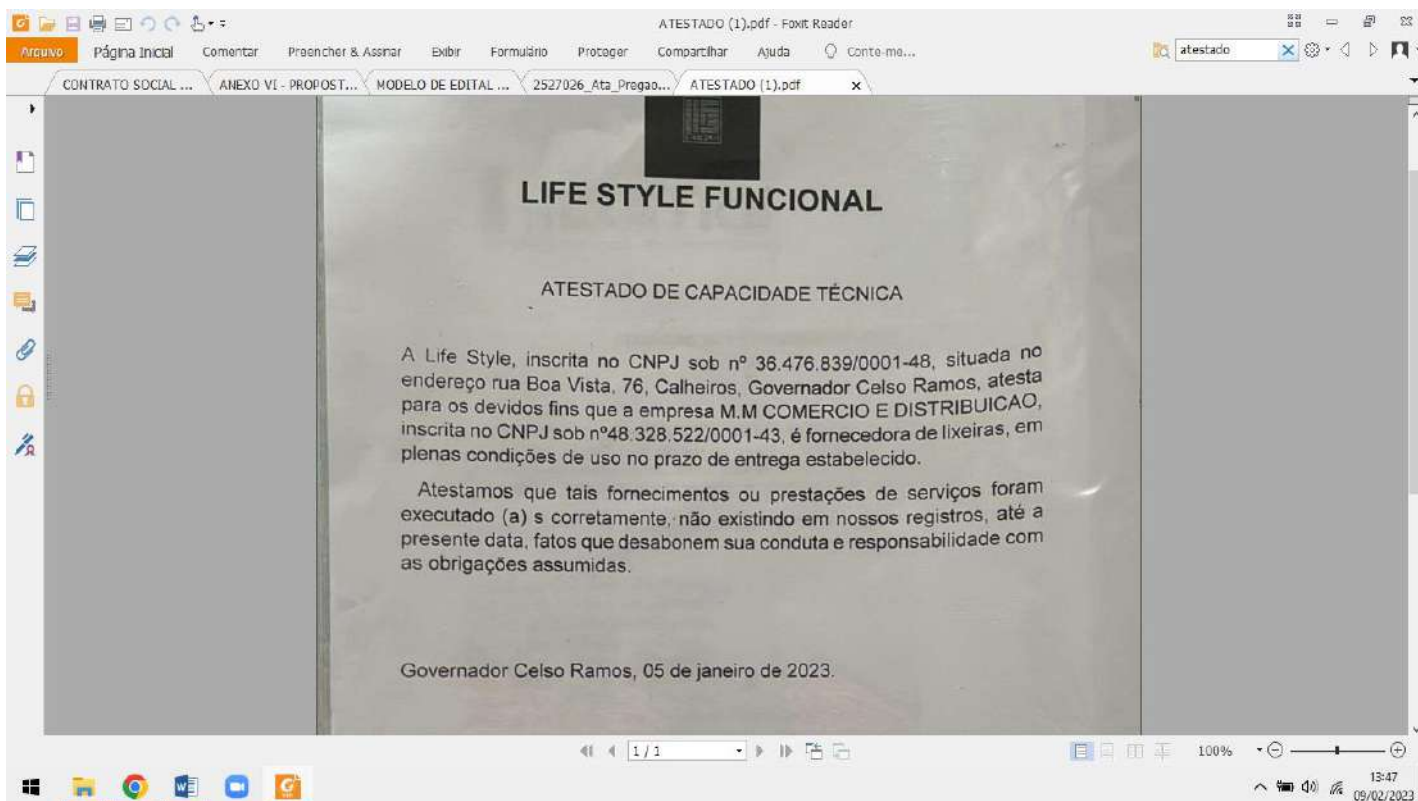 ATESTADO (1).pdf - Foxit Reader
Arquivo Página Inicial Comentar Preencher & Assinar Exibir Formulário Proteger Compartilhar Ajuda Conte-me... atestado
CONTRATO SOCIAL ... ANEXO VI - PROPOST... MODELO DE EDITAL ... 2527026_Ata_Pregao... ATESTADO (1).pdf
LIFE STYLE FUNCIONAL
ATESTADO DE CAPACIDADE TÉCNICA
A Life Style, inscrita no CNPJ sob nº 36.476.839/0001-48, situada no
endereço rua Boa Vista, 76, Calheiros, Governador Celso Ramos, atesta
para os devidos fins que a empresa M.M COMERCIO E DISTRIBUICAO,
inscrita no CNPJ sob nº48.328.522/0001-43, é fornecedora de lixeiras, em
plenas condições de uso no prazo de entrega estabelecido.
Atestamos que tais fornecimentos ou prestações de serviços foram
executado (a) s corretamente, não existindo em nossos registros, até a
presente data, fatos que desabonem sua conduta e responsabilidade com
as obrigações assumidas.
Governador Celso Ramos, 05 de janeiro de 2023.
1 / 1
100%
13:47
09/02/2023